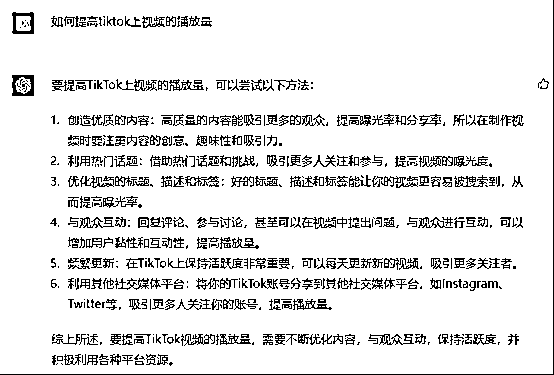 如何提高tiktok上视频的播放量
要提高TikTok上视频的播放量，可以尝试以下方法：
1. 创造优质的内容：高质量的内容能吸引更多的观众，提高曝光率和分享率，所以在制作视
频时要注重内容的创意、趣味性和吸引力。
2. 利用热门话题：借助热门话题和挑战，吸引更多人关注和参与，提高视频的曝光度。
3. 优化视频的标题、描述和标签：好的标题、描述和标签能让你的视频更容易被搜索到，从
而提高曝光率。
4. 与观众互动：回复评论、参与讨论，甚至可以在视频中提出问题，与观众进行互动，可以
增加用户黏性和互动性，提高播放量。
5. 频繁更新：在TikTok上保持活跃度非常重要，可以每天更新新的视频，吸引更多关注者。
6. 利用其他社交媒体平台：将你的TikTok账号分享到其他社交媒体平台，如Instagram、
Twitter等，吸引更多人关注你的账号，提高播放量。
综上所述，要提高TikTok视频的播放量，需要不断优化内容，与观众互动，保持活跃度，并
积极利用各种平台资源。